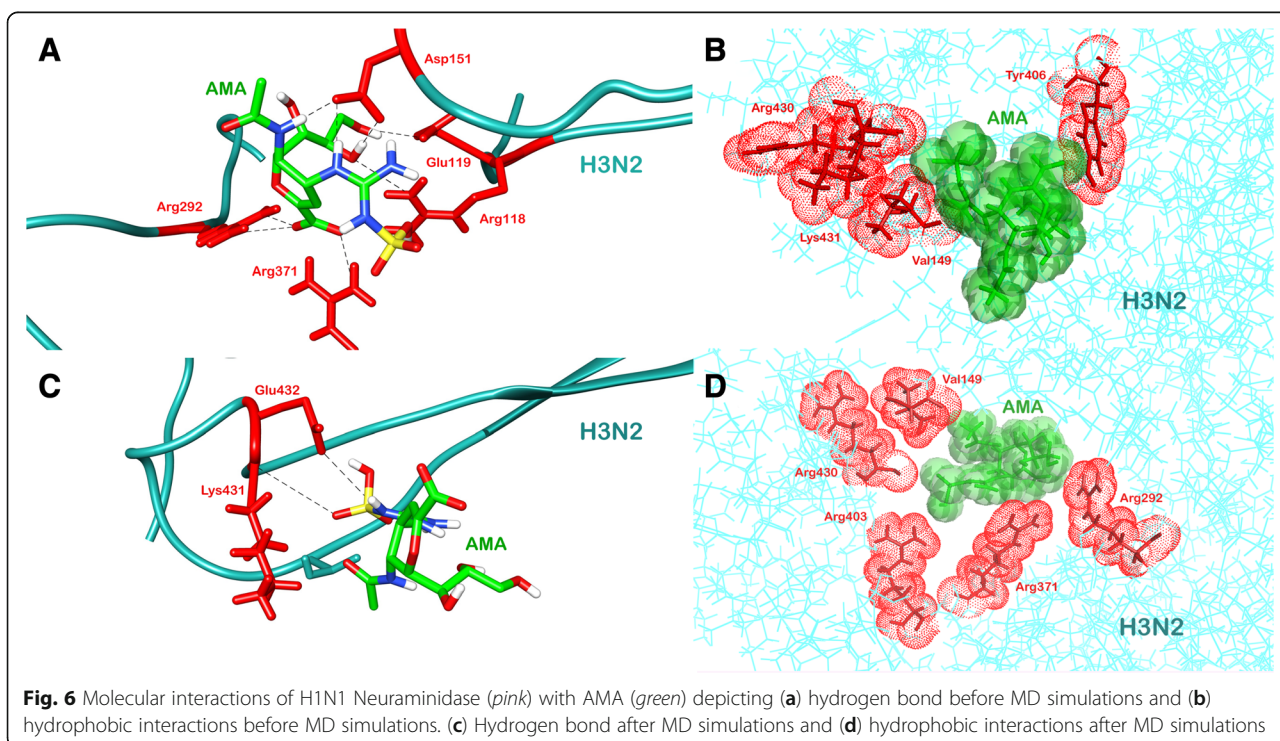 A
Asp151
AMA
H3N2
Glu119
Arg292
Arg118
Arg371
B
Tyr406
Arg430
AMA
Lys431
Val149
H3N2
C
Glu432
H3N2
Lys431
AMA
D
Val149
AMA
Arg430
Arg292
Arg403
Arg371
H3N2
Fig. 6 Molecular interactions of H1N1 Neuraminidase (pink) with AMA (green) depicting (a) hydrogen bond before MD simulations and (b)
hydrophobic interactions before MD simulations. (c) Hydrogen bond after MD simulations and (d) hydrophobic interactions after MD simulations